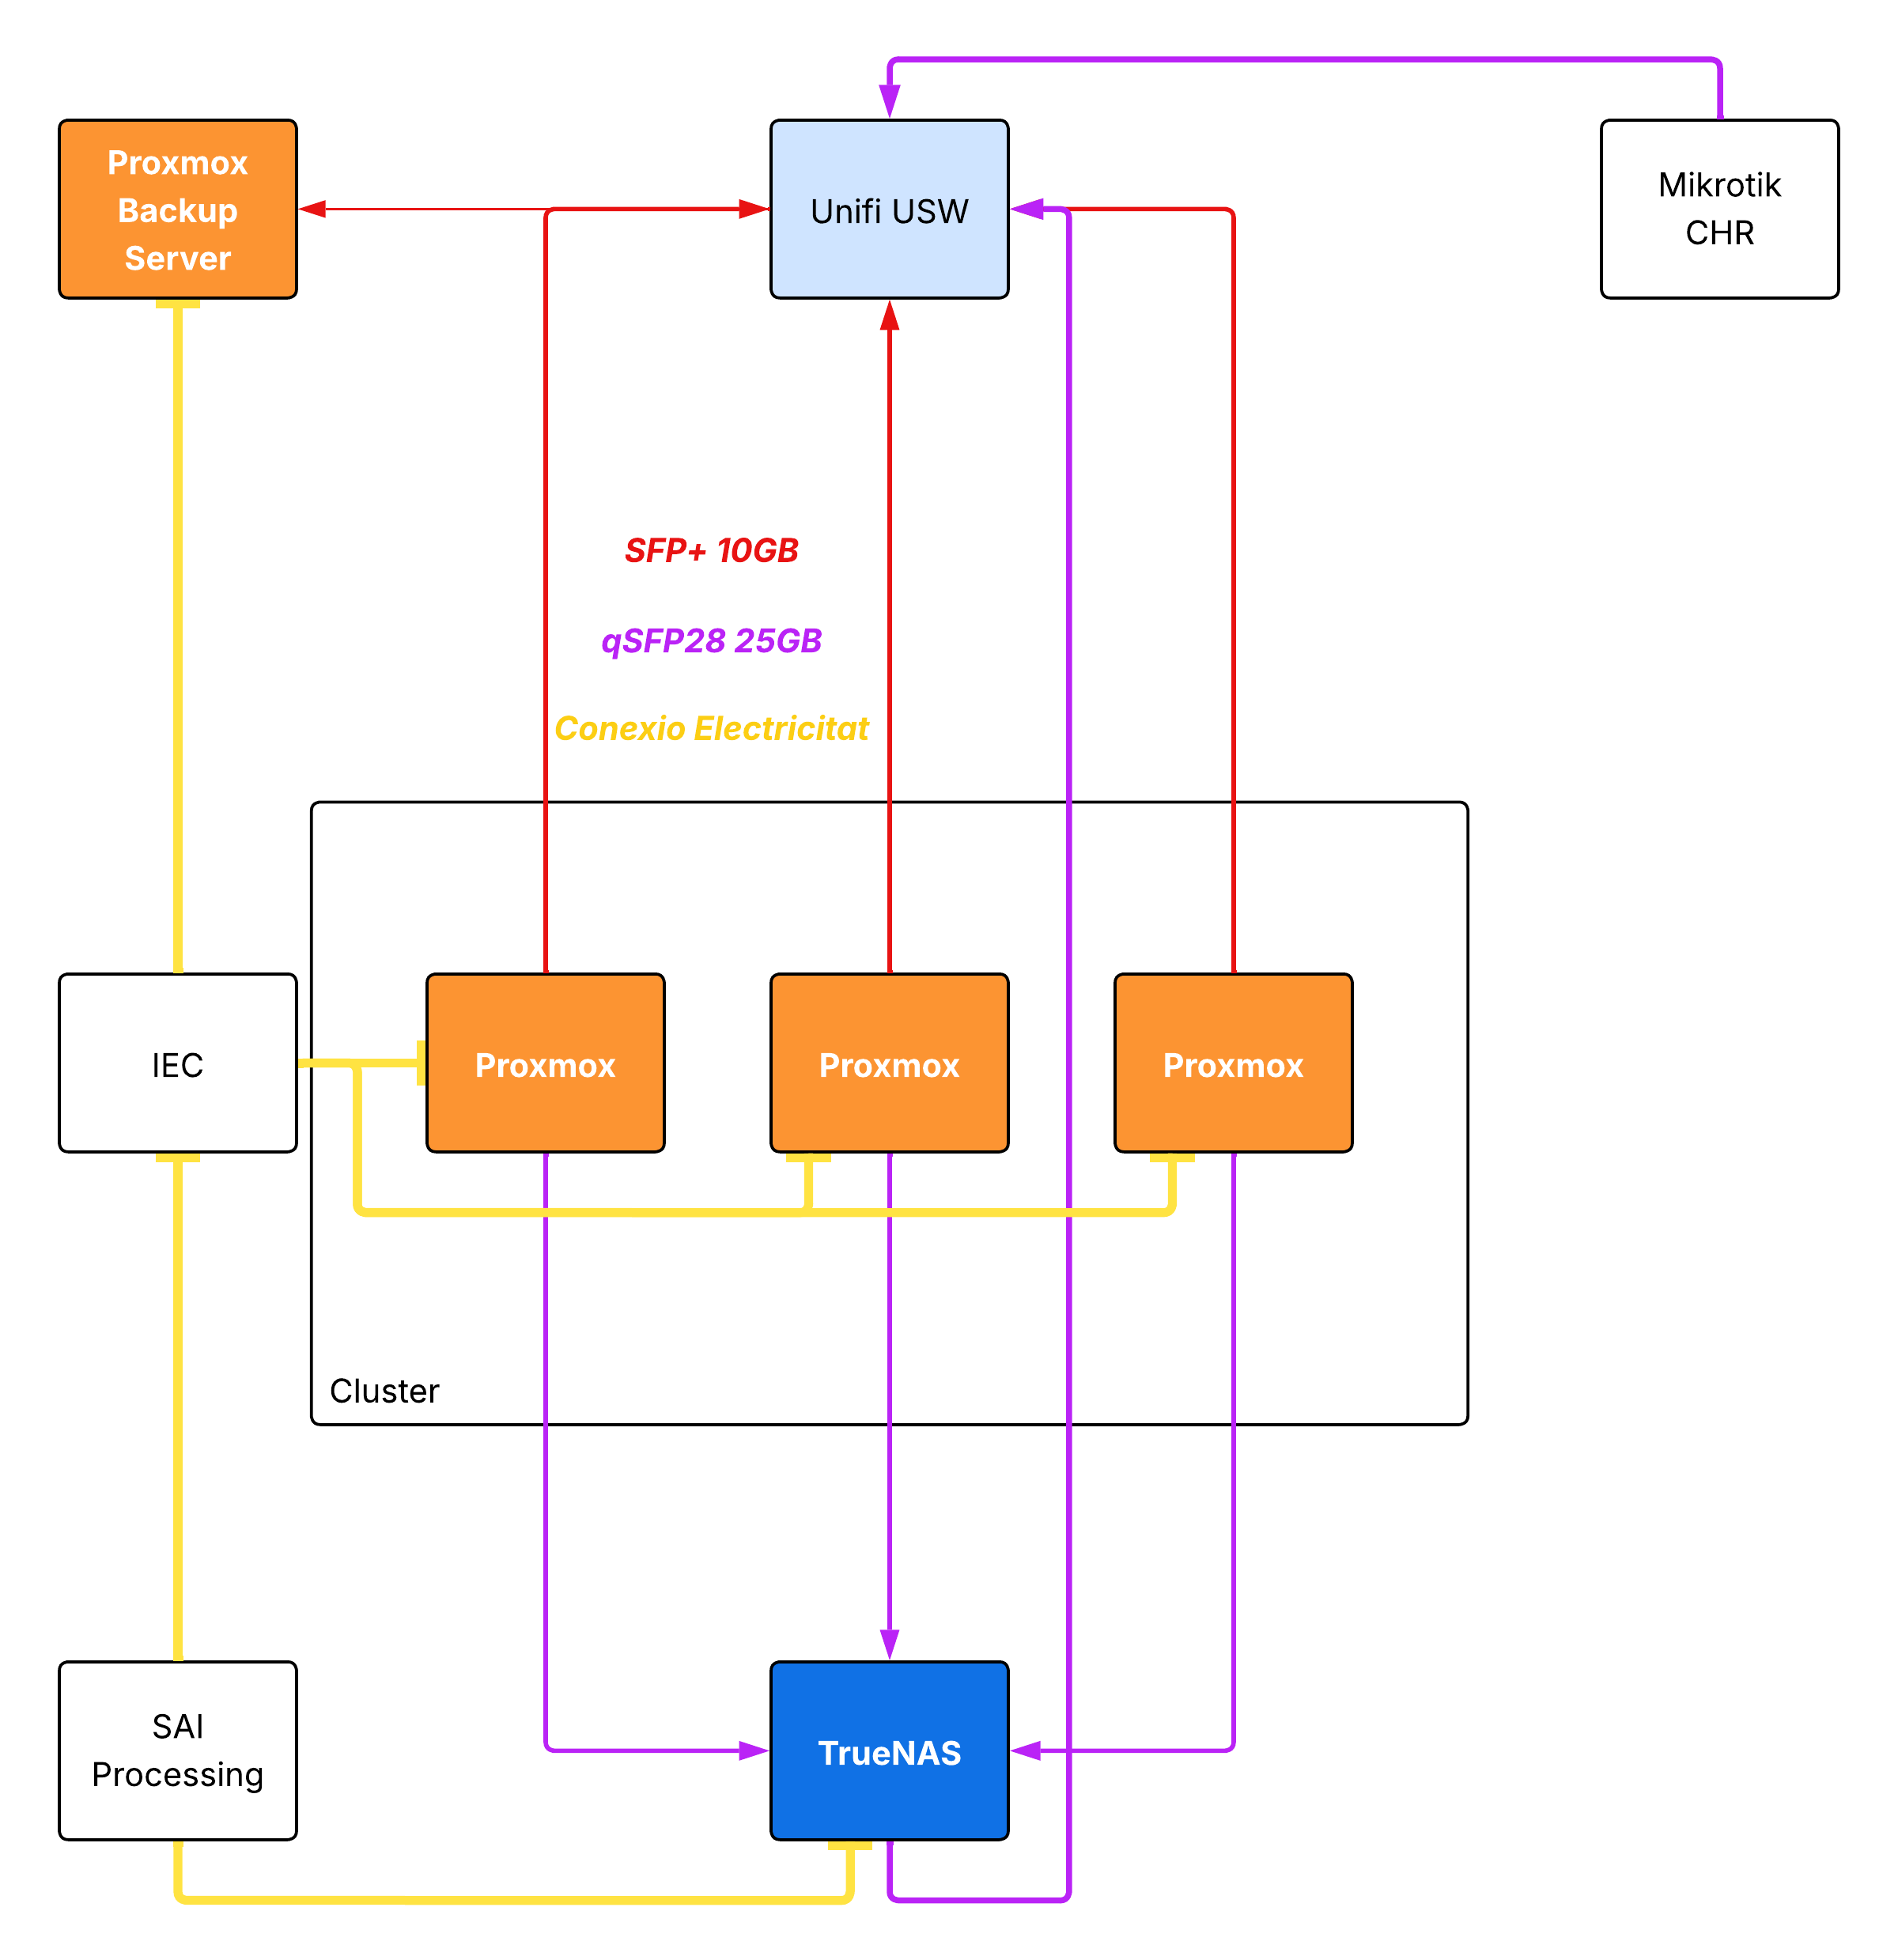 Proxmox
Backup
Server
Unifi USW
Mikrotik
CHR
SFP+ 10GB
qSFP28 25GB
Conexio Electricitat
IEC
Proxmox
Proxmox
Proxmox
Cluster
SAI
Processing
TrueNAS